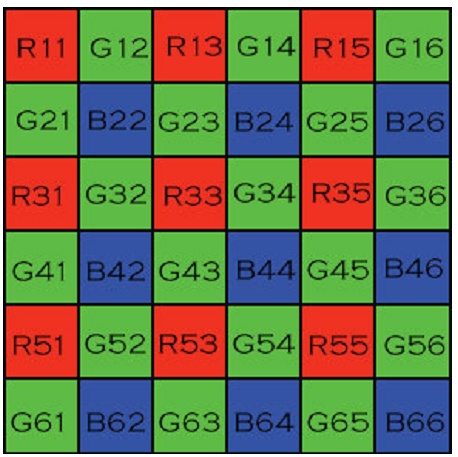 R11 G12 R13 G14 R15 G16
G21 B22 G23 B24 G25 B26
R31 G32 R33 G34 R35 G36
G41 B42 G43 B44 G45 B46
R51 G52 R53 G54 R55 G56
G61 B62 G63 B64 G65 B66